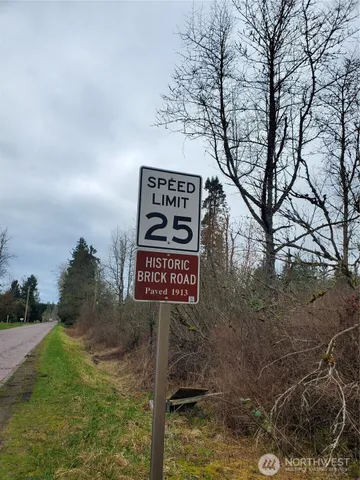 SPEED
LIMIT
25
HISTORIC
BRICK ROAD
Paved 1913
NORTHWEST